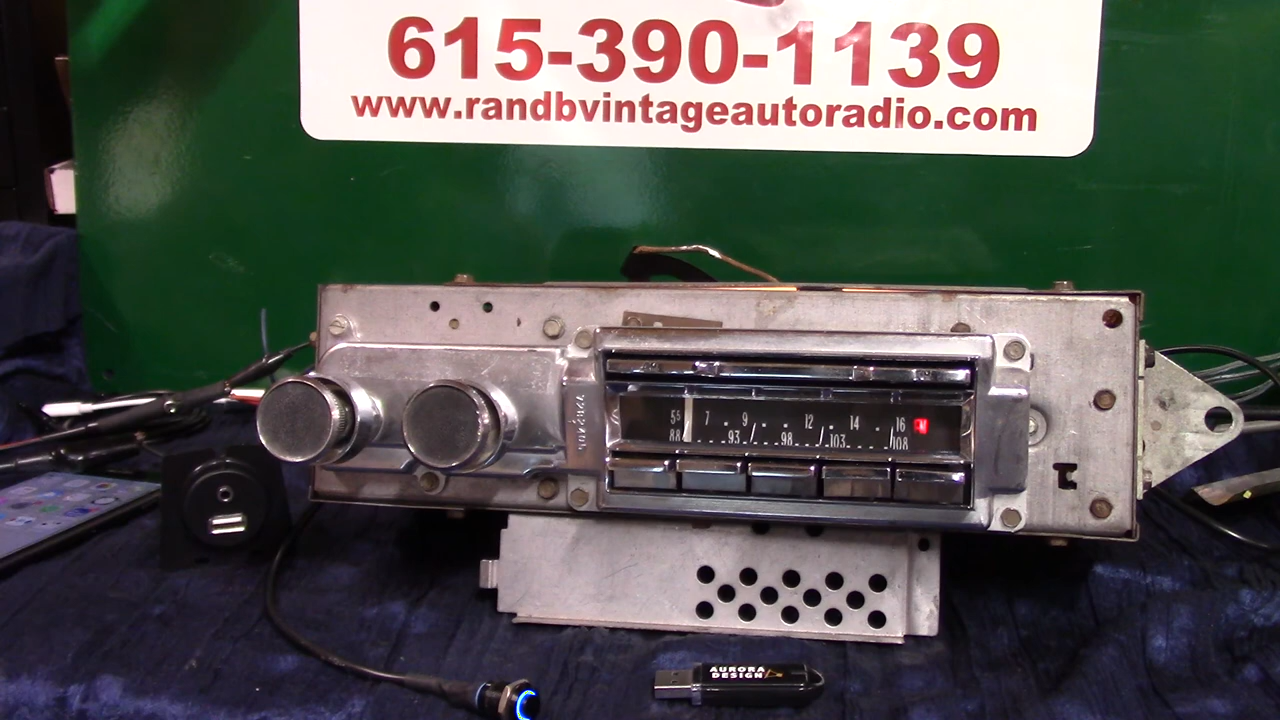 615-390-1139
www.randbvintageautoradio.com
55 7 9 12 14 16
88 93 98 103 108
AURORA
DESIGN